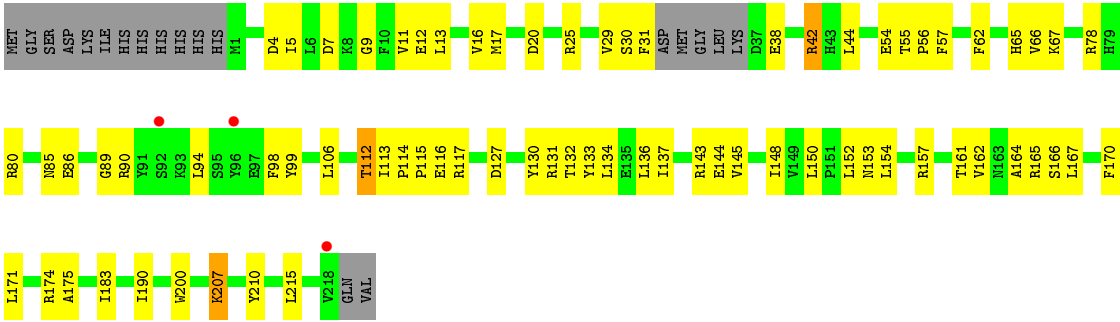 MET GLY SER ASP LYS ILE HIS HIS HIS HIS HIS HIS M1 D4 I5 L6 D7 K8 G9 F10 V11 E12 L13 V16 M17 D20 R25 V29 S30 F31 ASP MET GLY LEU LYS D37 E38 R42 H43 L44 E54 T55 P56 F57 F62 H65 V66 K67 R78 H79
R80 N85 E86 G89 R90 Y91 S92 K93 L94 S95 Y96 E97 F98 Y99 L106 T112 I113 P114 P115 E116 R117 D127 Y130 R131 T132 Y133 L134 E135 L136 I137 R143 E144 V145 I148 V149 L150 P151 L152 N153 L154 R157 T161 V162 N163 A164 R165 S166 L167 F170
L171 R174 A175 I183 I190 W200 K207 Y210 L215 V218 GLN VAL